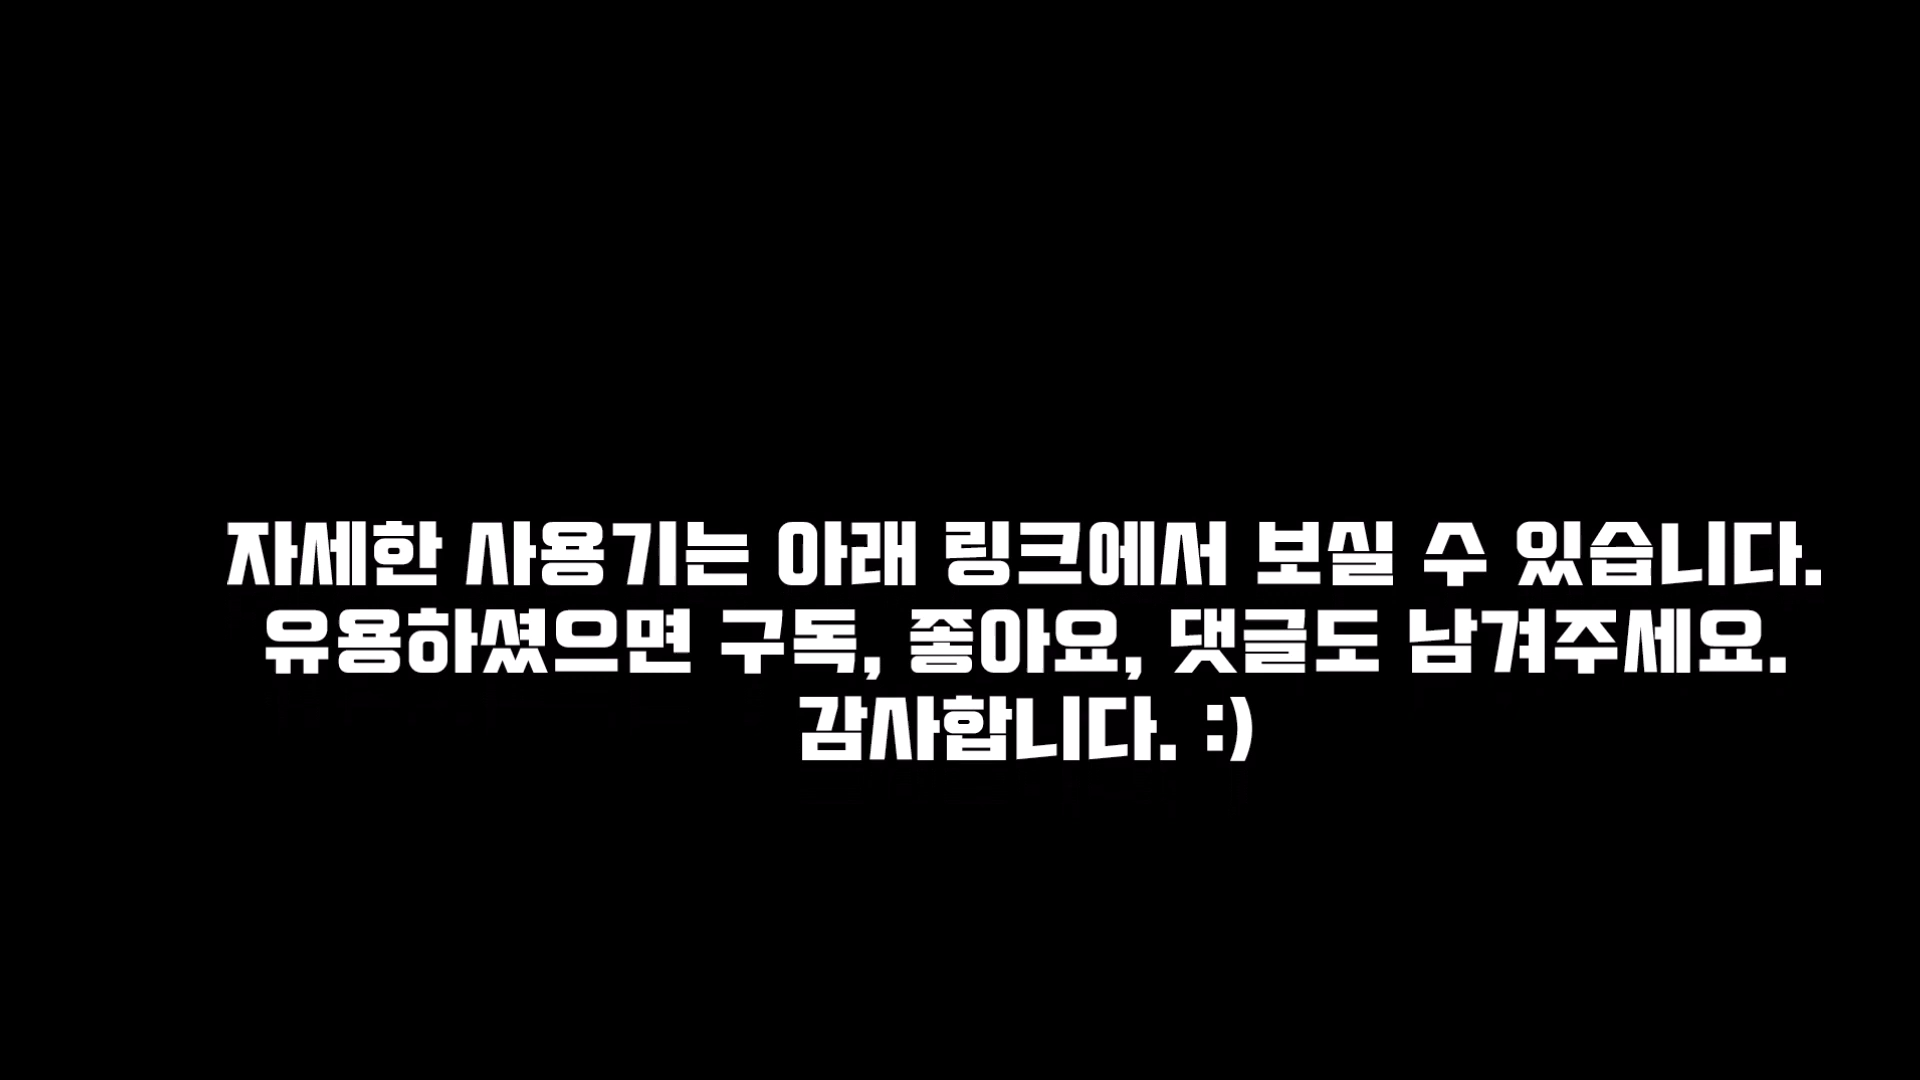 자세한 사용기는 아래 링크에서 보실 수 있습니다.
유용하셨으면 구독, 좋아요, 댓글도 남겨주세요.
감사합니다. :)